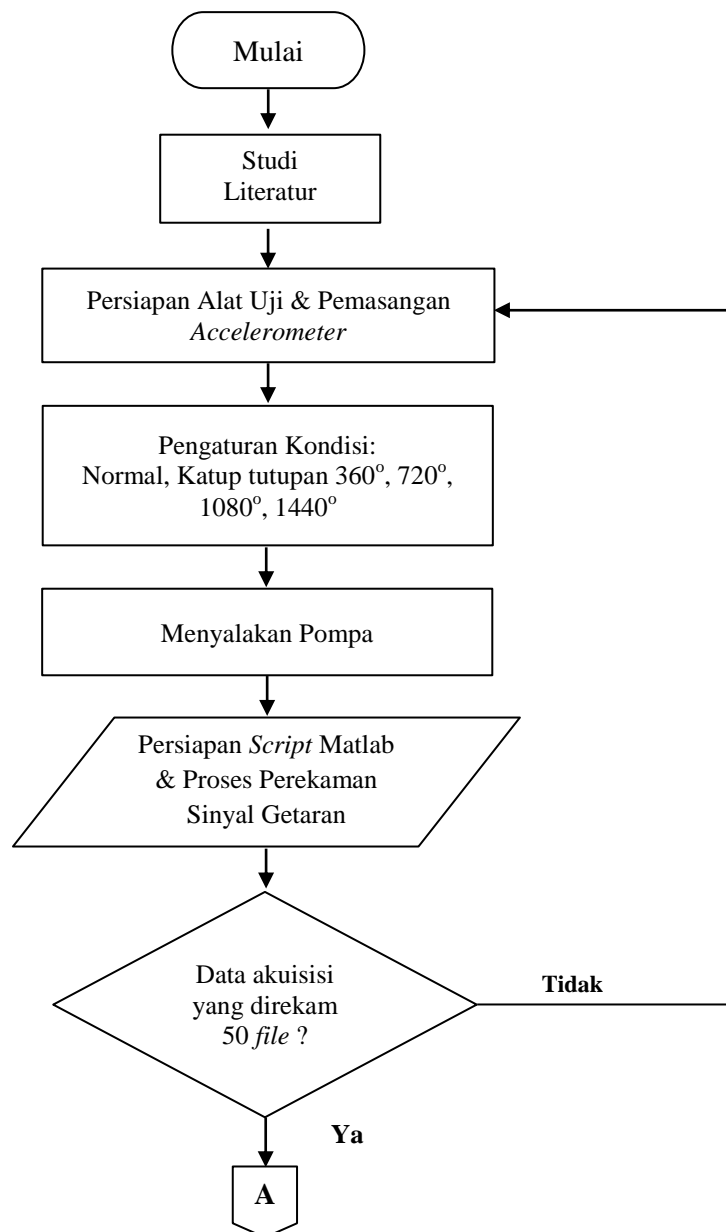 Mulai
Studi
Literatur
Persiapan Alat Uji & Pemasangan
Accelerometer
Pengaturan Kondisi:
Normal, Katup tutupan 360°, 720°,
1080°, 1440°
Menyalakan Pompa
Persiapan Script Matlab
& Proses Perekaman
Sinyal Getaran
Data akuisisi
yang direkam
50 file ?
Tidak
Ya
A